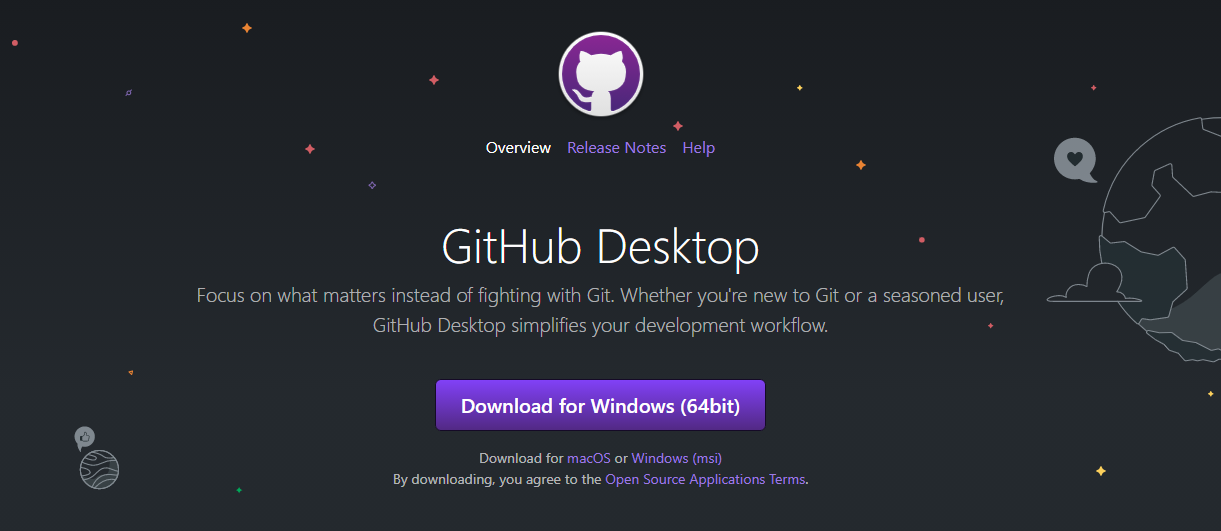 Overview Release Notes Help
GitHub Desktop
Focus on what matters instead of fighting with Git. Whether you're new to Git or a seasoned user,
GitHub Desktop simplifies your development workflow.
Download for Windows (64bit)
Download for macOS or Windows (msi)
By downloading, you agree to the Open Source Applications Terms.